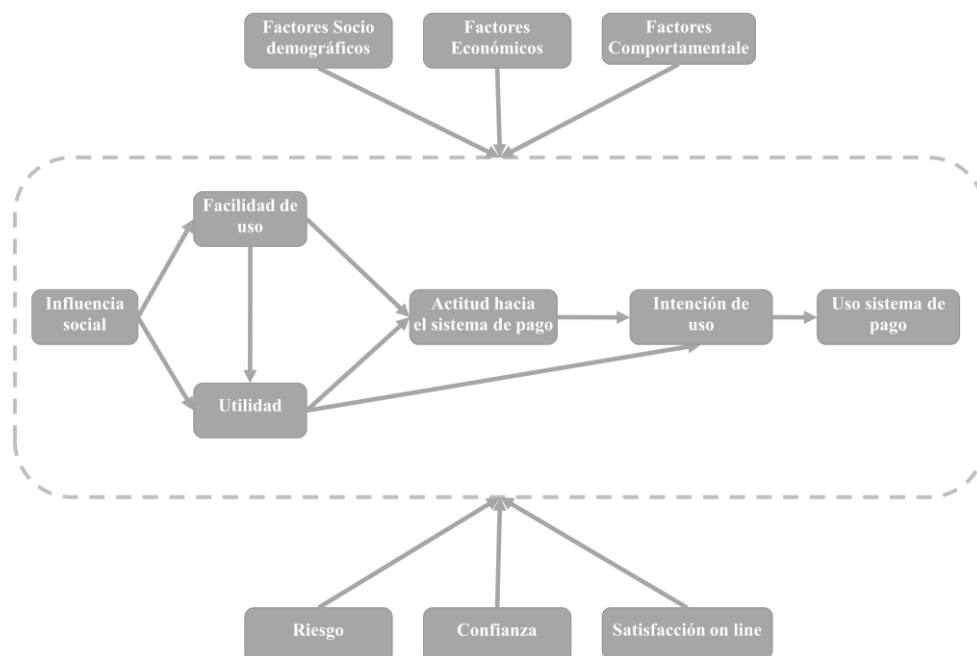 Factores Socio
demográficos
Factores
Económicos
Factores
Comportamentale
Facilidad de
uso
Influencia
social
Actitud hacia
el sistema de pago
Intención de
uso
Uso sistema de
pago
Utilidad
Riesgo
Confianza
Satisfacción on line